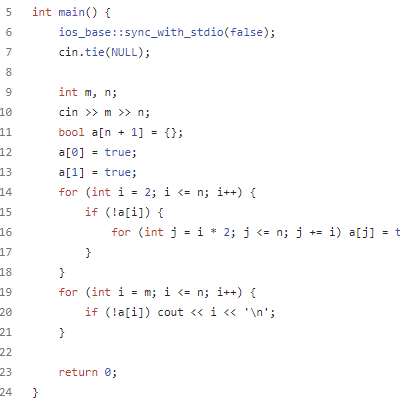 5 int main() {
6 ios_base::sync_with_stdio(false);
7 cin.tie(NULL);
8
9 int m, n;
10 cin >> m >> n;
11 bool a[n + 1] = {};
12 a[0] = true;
13 a[1] = true;
14 for (int i = 2; i <= n; i++) {
15 if (!a[i]) {
16 for (int j = i * 2; j <= n; j += i) a[j] = t
17 }
18 }
19 for (int i = m; i <= n; i++) {
20 if (!a[i]) cout << i << '\n';
21 }
22
23 return 0;
24 }